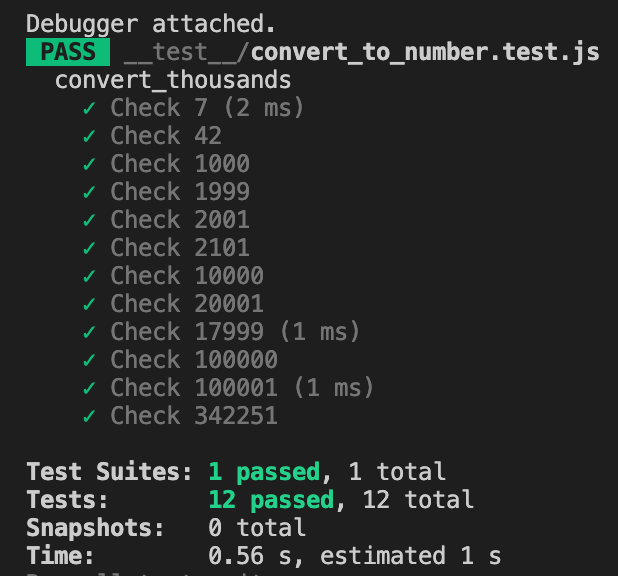 Debugger attached.
PASS __test__/convert_to_number.test.js
convert_thousands
✓ Check 7 (2 ms)
✓ Check 42
✓ Check 1000
✓ Check 1999
✓ Check 2001
✓ Check 2101
✓ Check 10000
✓ Check 20001
✓ Check 17999 (1 ms)
✓ Check 100000
✓ Check 100001 (1 ms)
✓ Check 342251
Test Suites: 1 passed, 1 total
Tests: 12 passed, 12 total
Snapshots: 0 total
Time: 0.56 s, estimated 1 s